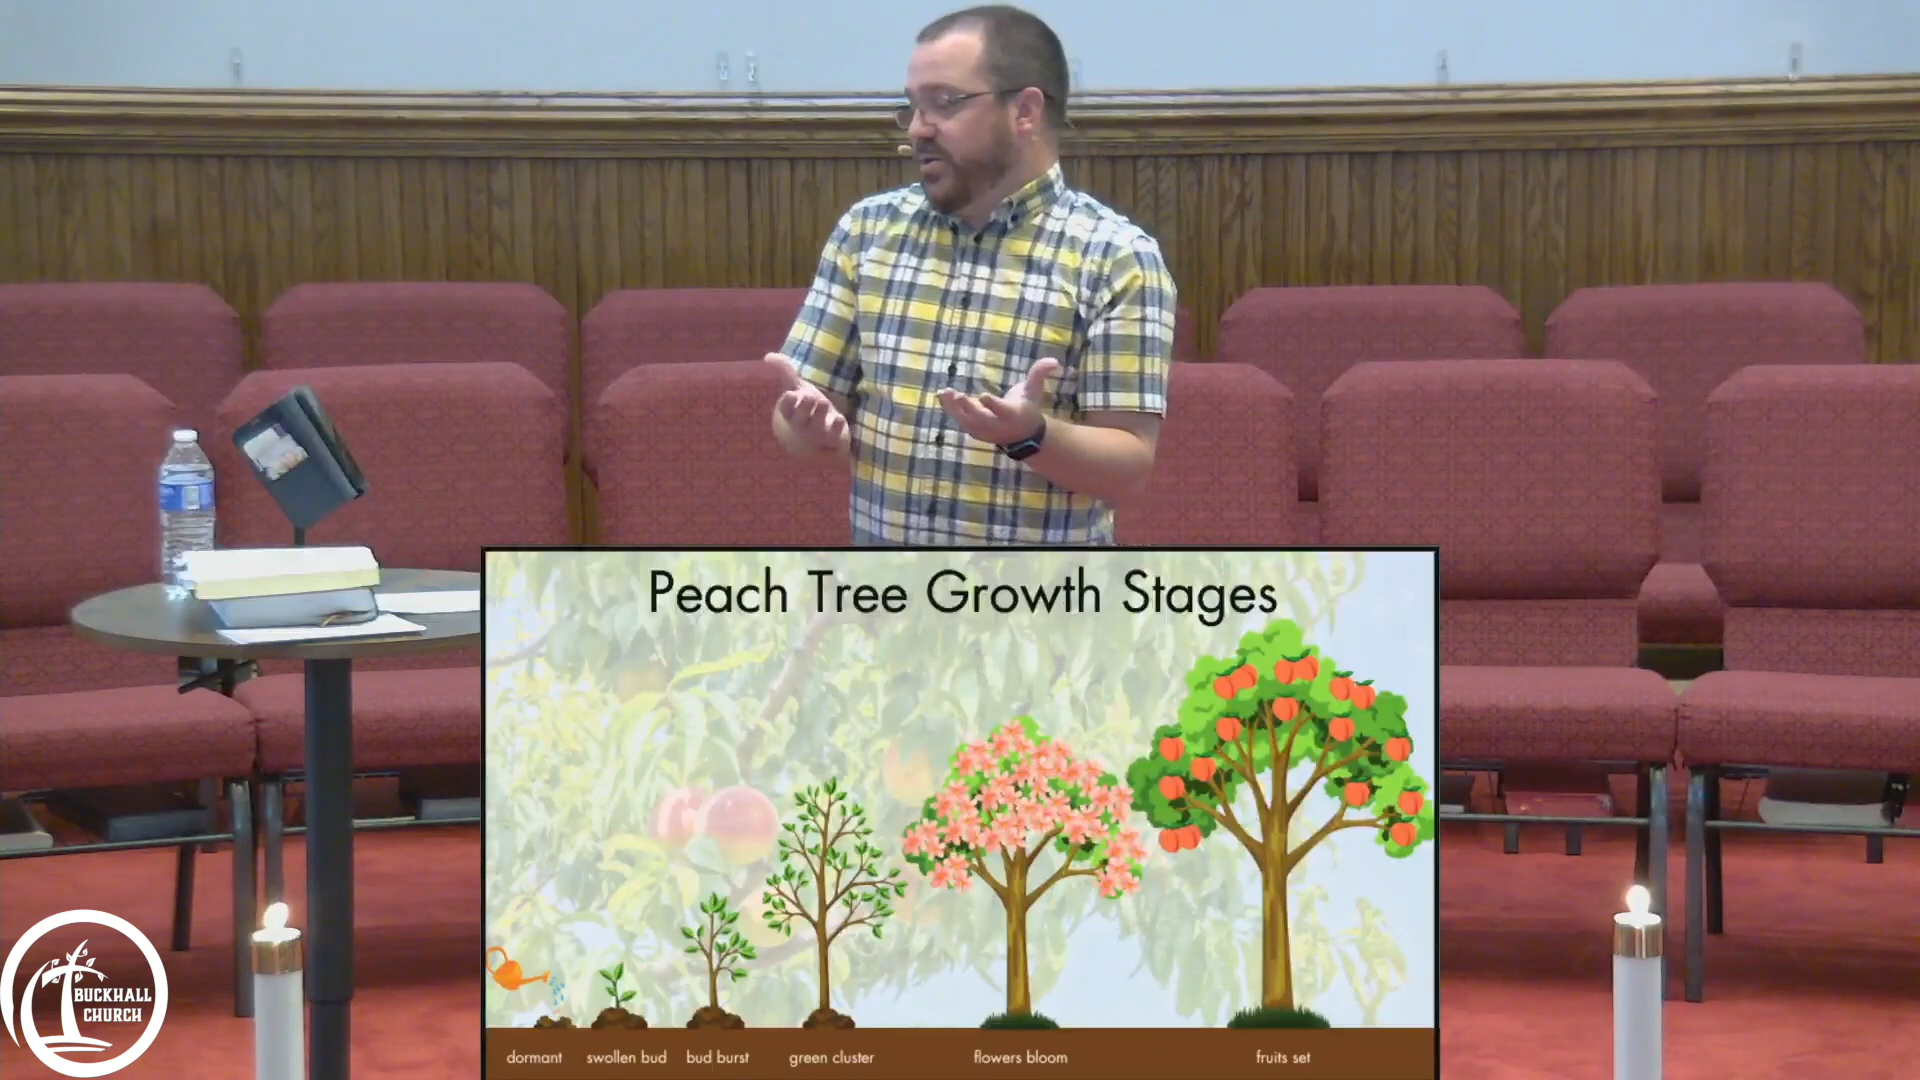 Peach Tree Growth Stages
dormant swollen bud bud burst green cluster flowers bloom fruits set
BUCKHALL
CHURCH